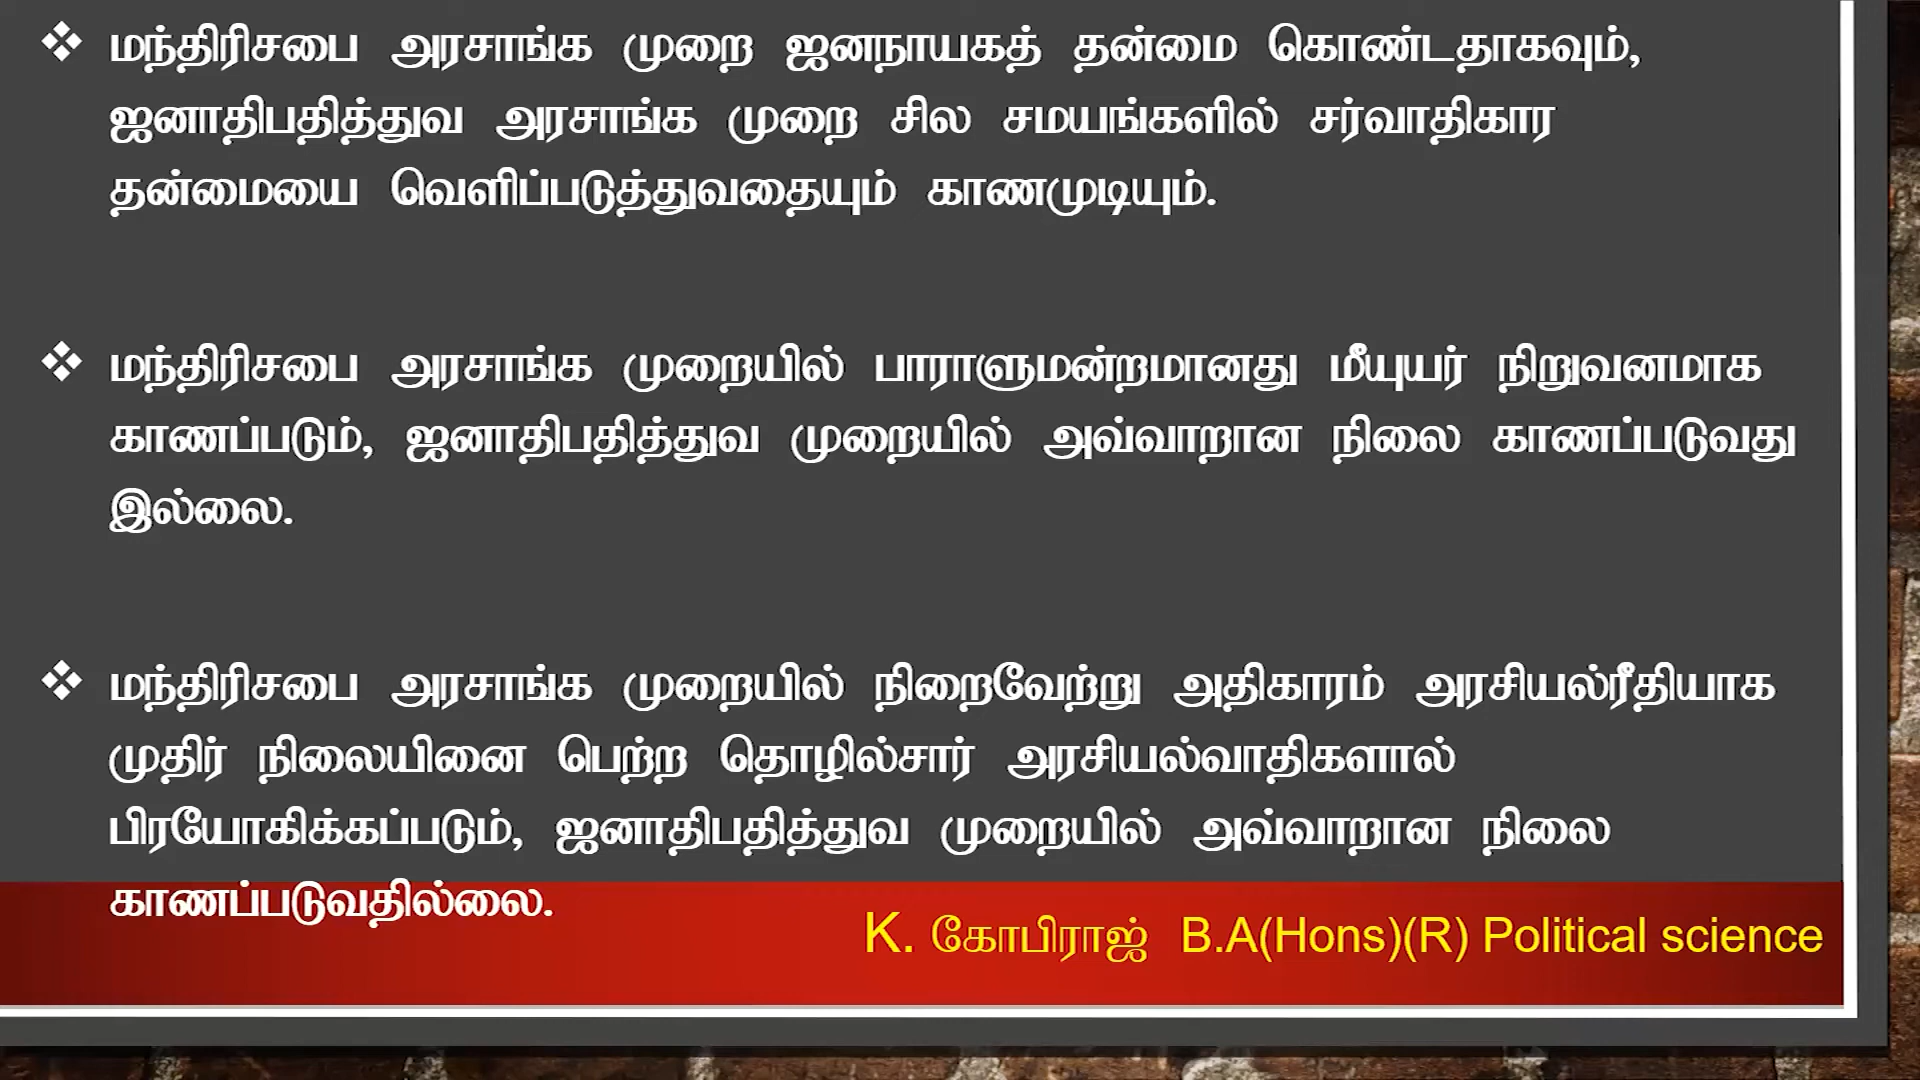 ❖ மந்திரிசபை அரசாங்க முறை ஜனநாயகத் தன்மை கொண்டதாகவும்,
ஜனாதிபதித்துவ அரசாங்க முறை சில சமயங்களில் சர்வாதிகார
தன்மையை வெளிப்படுத்துவதையும் காணமுடியும்.
❖ மந்திரிசபை அரசாங்க முறையில் பாராளுமன்றமானது மீயுயர் நிறுவனமாக
காணப்படும், ஜனாதிபதித்துவ முறையில் அவ்வாறான நிலை காணப்படுவது
இல்லை.
❖ மந்திரிசபை அரசாங்க முறையில் நிறைவேற்று அதிகாரம் அரசியல்ரீதியாக
முதிர் நிலையினை பெற்ற தொழில்சார் அரசியல்வாதிகளால்
பிரயோகிக்கப்படும், ஜனாதிபதித்துவ முறையில் அவ்வாறான நிலை
காணப்படுவதில்லை.
K. கோபிராஜ் B.A(Hons)(R) Political science